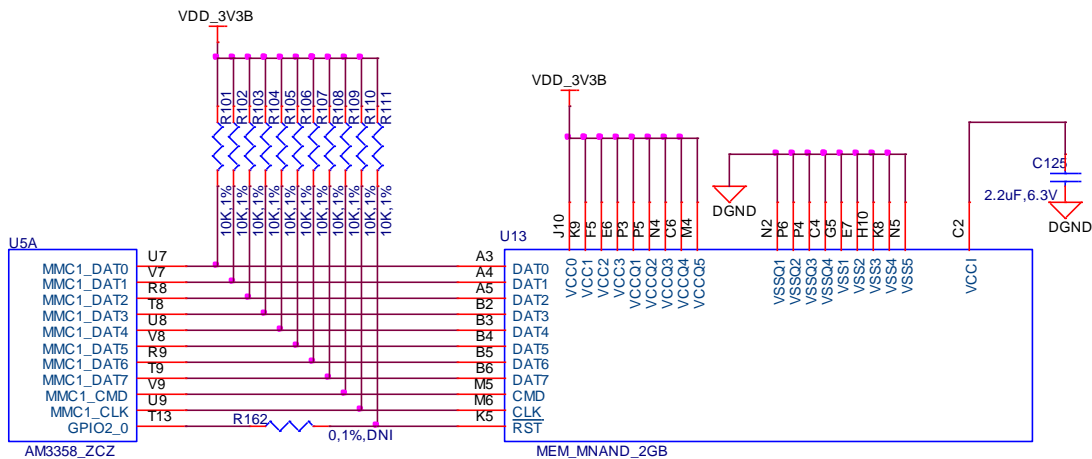 VDD_3V3B
R101
R102
R103
R104
R105
R106
R107
R108
R109
R110
R111
10K,1%
10K,1%
10K,1%
10K,1%
10K,1%
10K,1%
10K,1%
10K,1%
10K,1%
10K,1%
10K,1%
VDD_3V3B
J10
K9
F5
E6
P3
P5
N4
C6
M4
VCC0
VCC1
VCC2
VCC3
VCCQ1
VCCQ2
VCCQ3
VCCQ4
VCCQ5
DGND
N2
P6
P4
C4
G5
E7
H10
K8
N5
VSSQ1
VSSQ2
VSSQ3
VSSQ4
VSS1
VSS2
VSS3
VSS4
VSS5
C2
VCCI
C125
2.2uF,6.3V
DGND
U5A
MMC1_DAT0 U7
MMC1_DAT1 V7
MMC1_DAT2 R8
MMC1_DAT3 T8
MMC1_DAT4 U8
MMC1_DAT5 V8
MMC1_DAT6 R9
MMC1_DAT7 T9
MMC1_CMD V9
MMC1_CLK U9
GPIO2_0 T13
AM3358_ZCZ
R162
0,1%,DNI
U13
A3 DAT0
A4 DAT1
A5 DAT2
B2 DAT3
B3 DAT4
B4 DAT5
B5 DAT6
B6 DAT7
M5 CMD
M6 CLK
K5 RST
MEM_MNAND_2GB